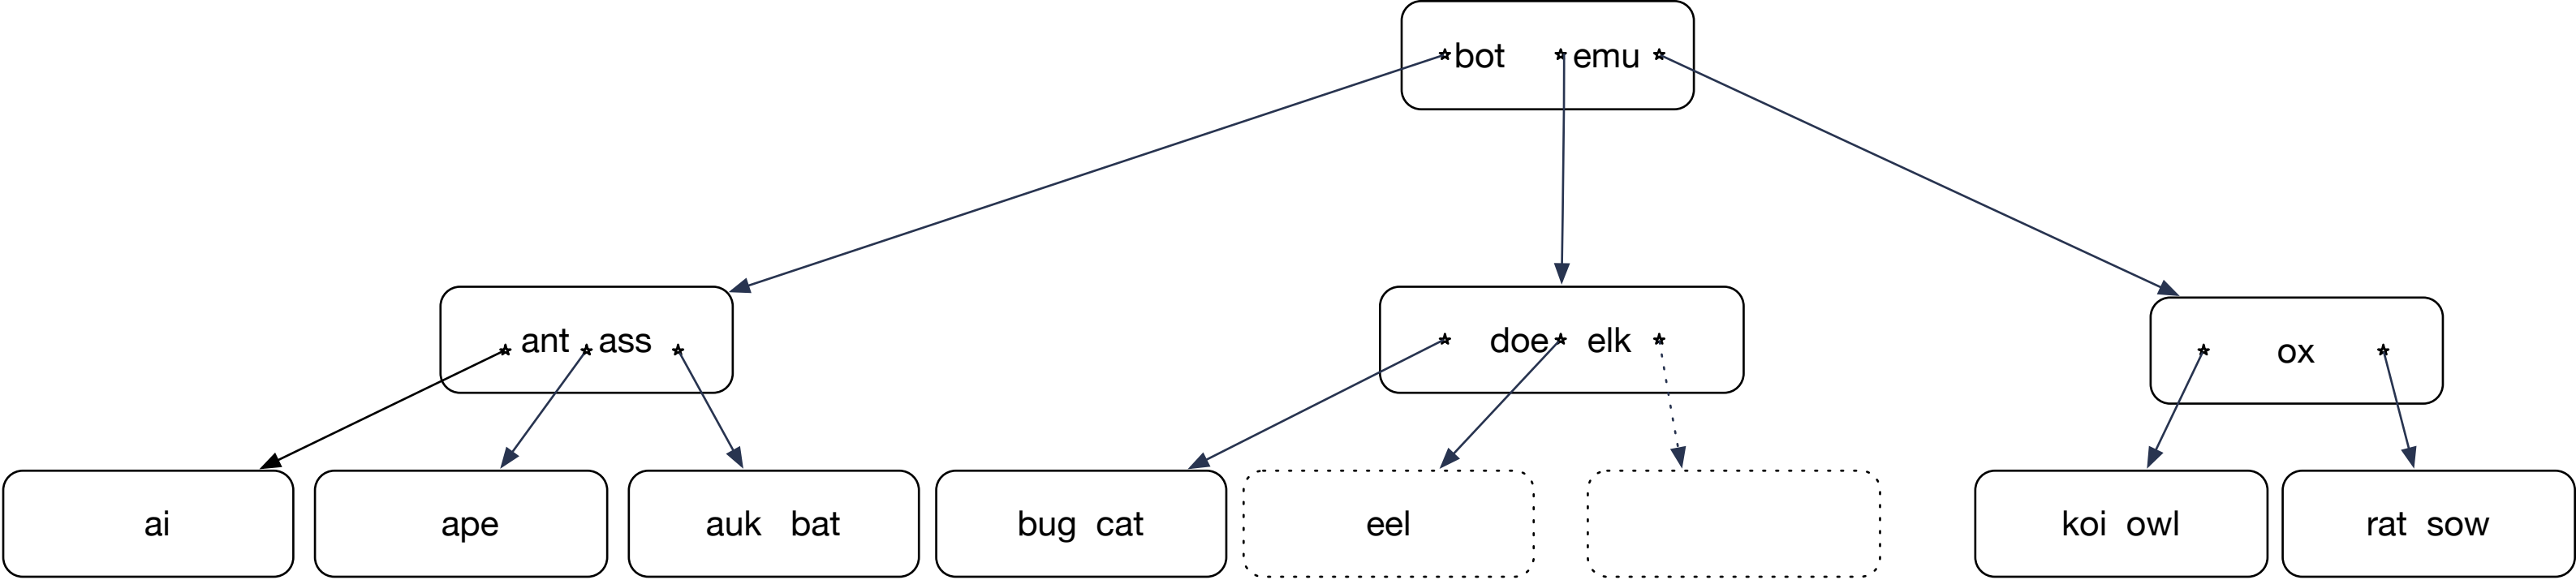 bot emu
ant ass
doe elk
ox
ai
ape
auk bat
bug cat
eel
koi owl
rat sow